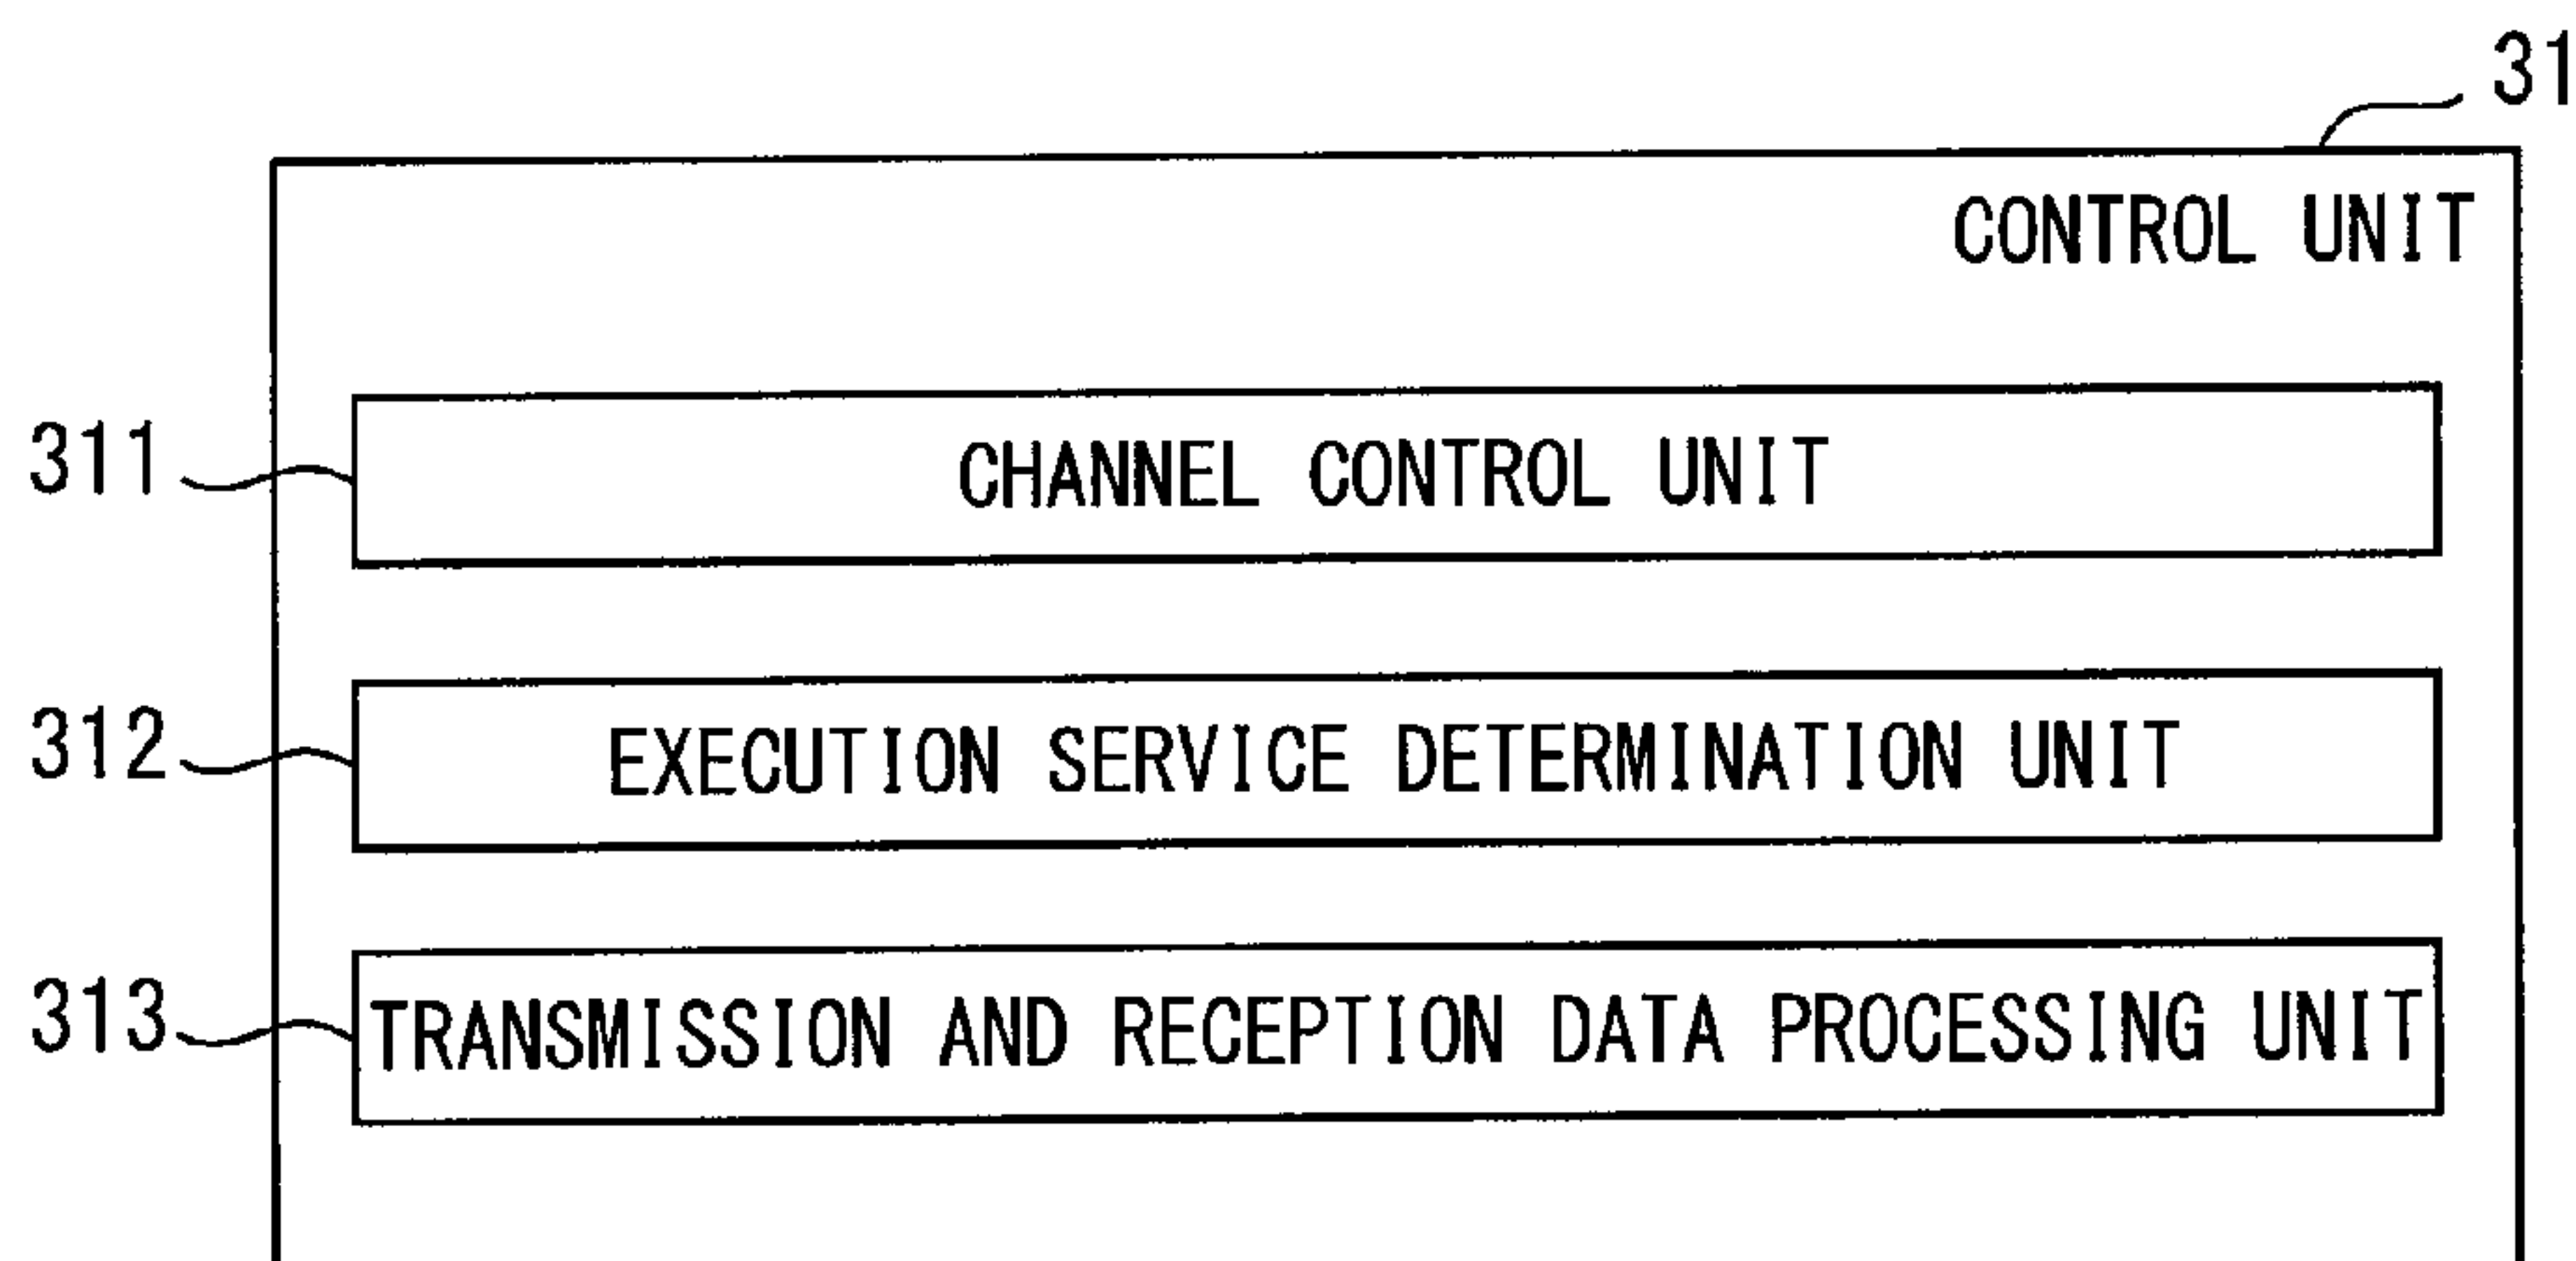 31
CONTROL UNIT
311
CHANNEL CONTROL UNIT
312
EXECUTION SERVICE DETERMINATION UNIT
313
TRANSMISSION AND RECEPTION DATA PROCESSING UNIT